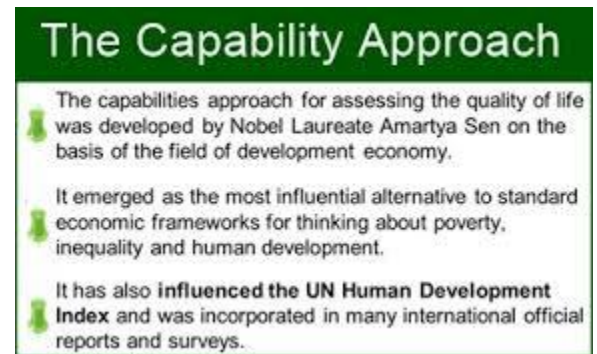 The Capability Approach
The capabilities approach for assessing the quality of life
was developed by Nobel Laureate Amartya Sen on the
basis of the field of development economy.
It emerged as the most influential alternative to standard
economic frameworks for thinking about poverty,
inequality and human development.
It has also influenced the UN Human Development
Index and was incorporated in many international official
reports and surveys.